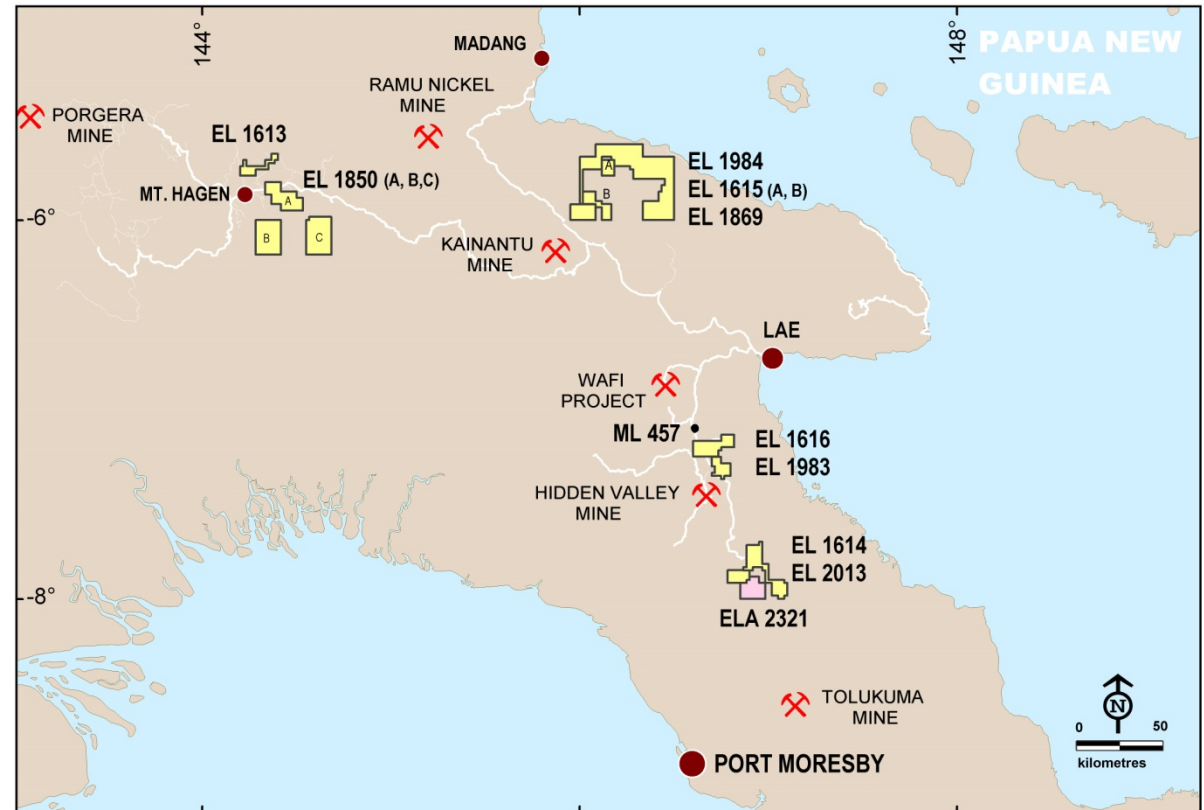 144°
148°
PAPUA NEW
GUINEA
MADANG
RAMU NICKEL
MINE
PORGERA
MINE
EL 1613
EL 1850 (A, B,C)
MT. HAGEN
A
B
C
-6°
A
B
EL 1984
EL 1615 (A, B)
EL 1869
KAINANTU
MINE
LAE
WAFI
PROJECT
ML 457
EL 1616
EL 1983
HIDDEN VALLEY
MINE
EL 1614
EL 2013
-8°
ELA 2321
TOLUKUMA
MINE
N
0 50
kilometres
PORT MORESBY